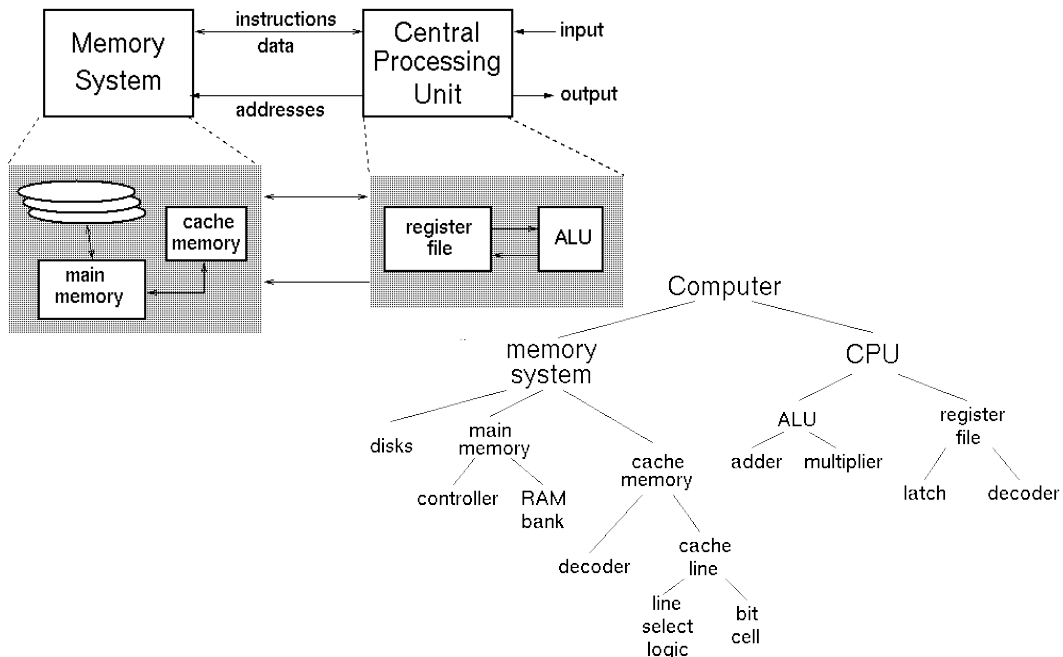 Memory
System
instructions
data
addresses
Central
Processing
Unit
input
output
cache
memory
main
memory
register
file
ALU
Computer
memory
system
CPU
disks
main
memory
controller
RAM
bank
cache
memory
decoder
cache
line
line
select
logic
bit
cell
ALU
adder
multiplier
register
file
latch
decoder